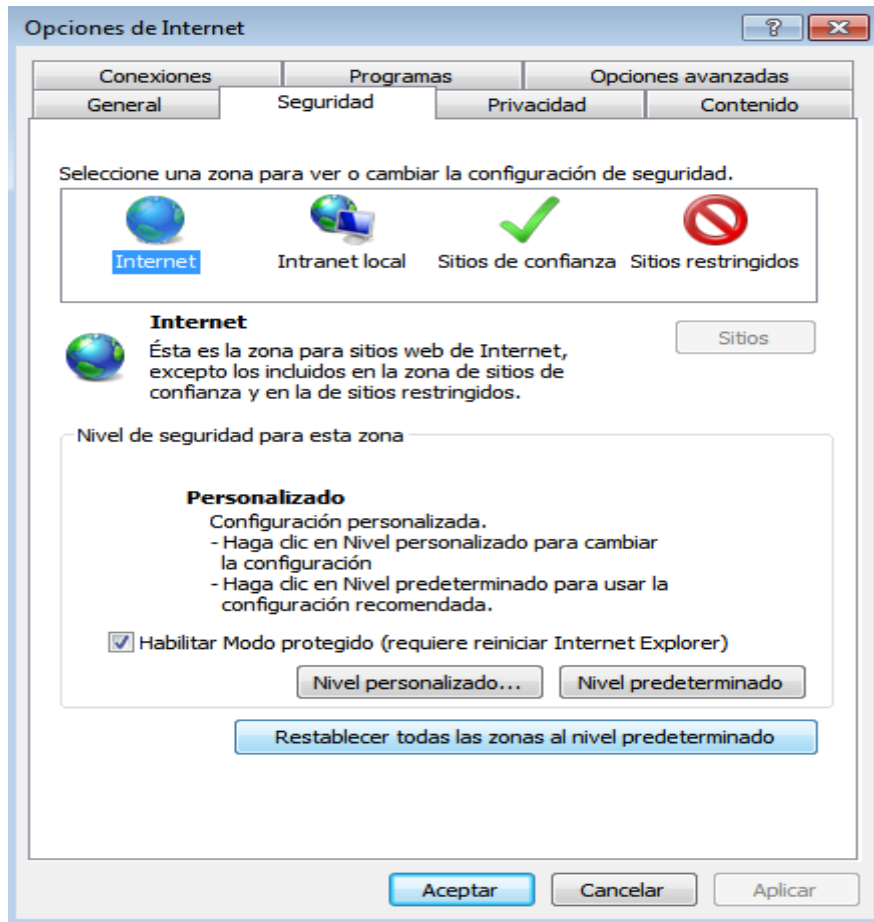 Opciones de Internet
Conexiones Programas Opciones avanzadas
General Seguridad Privacidad Contenido
Seleccione una zona para ver o cambiar la configuración de seguridad.
Internet Intranet local Sitios de confianza Sitios restringidos
Internet
Sitios
Ésta es la zona para sitios web de Internet,
excepto los incluidos en la zona de sitios de
confianza y en la de sitios restringidos.
Nivel de seguridad para esta zona
Personalizado
Configuración personalizada.
- Haga clic en Nivel personalizado para cambiar
la configuración
- Haga clic en Nivel predeterminado para usar la
configuración recomendada.
Habilitar Modo protegido (requiere reiniciar Internet Explorer)
Nivel personalizado... Nivel predeterminado
Restablecer todas las zonas al nivel predeterminado
Aceptar Cancelar Aplicar